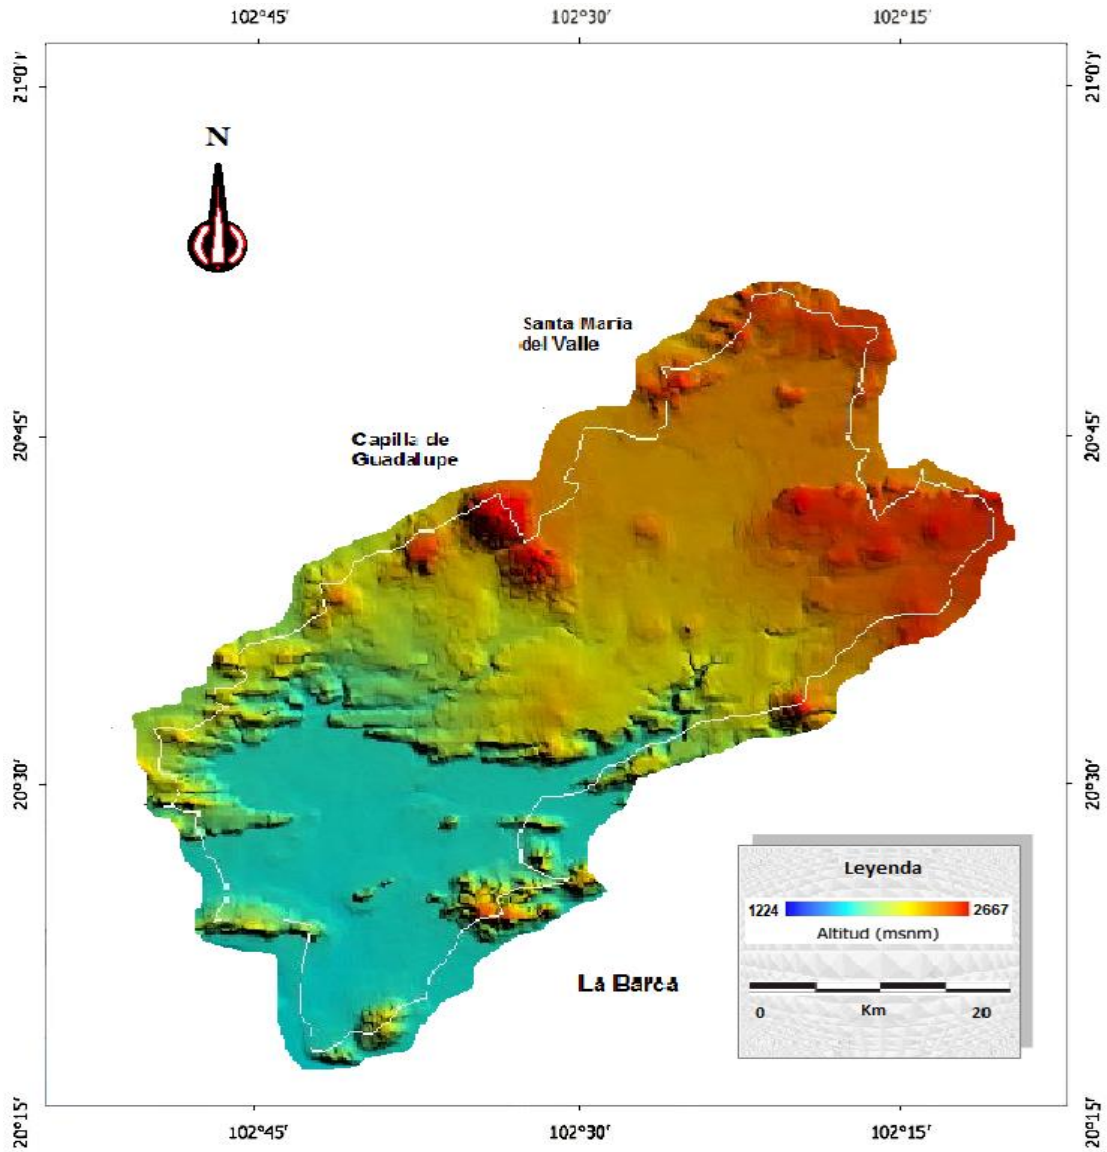 102°45' 102°30' 102°15'
21°0'
21°0'
N
Santa Maria
del Valle
20°45'
20°45'
Capilla de
Guadalupe
20°30'
20°30'
Leyenda
1224 2667
Altitud (msnm)
La Barca
0 Km 20
20°15'
20°15'
102°45' 102°30' 102°15'